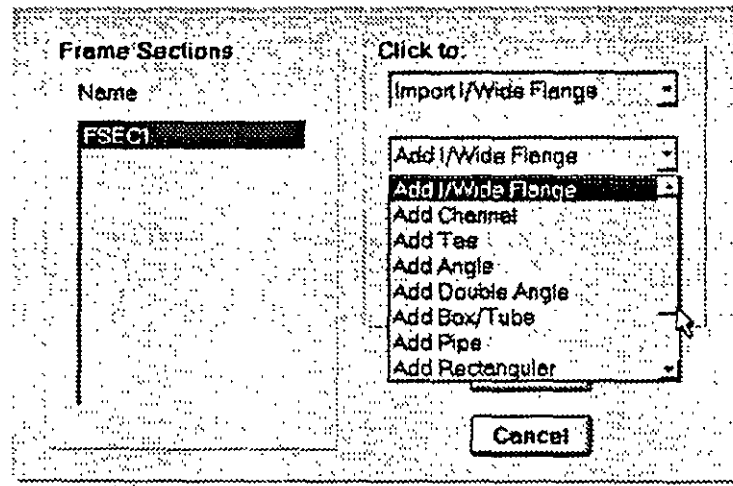 Frame Sections
Name
FSEC1
Click to:
Import I/Wide Flange
Add I/Wide Flange
Add I/Wide Flange
Add Channel
Add Tee
Add Angle
Add Double Angle
Add Box/Tube
Add Pipe
Add Rectangular
Cancel